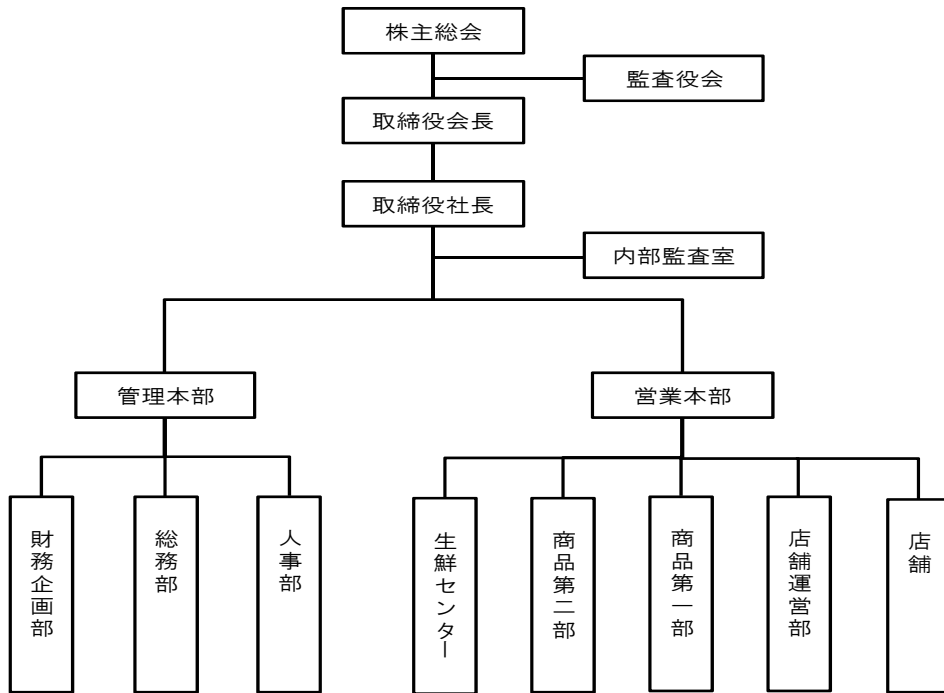 株主総会
監査役会
取締役会長
取締役社長
内部監査室
管理本部
営業本部
財務企画部
総務部
人事部
生鮮センター
商品第二部
商品第一部
店舗運営部
店舗